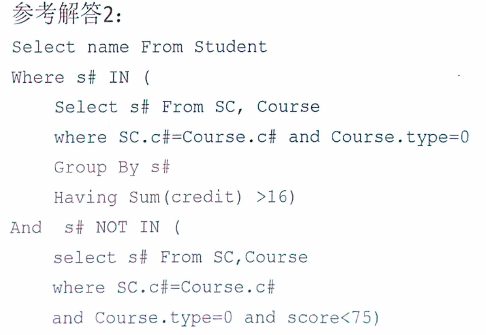 参考解答2:
Select name From Student
Where s# IN (
Select s# From SC, Course
where SC.c#=Course.c# and Course.type=0
Group By s#
Having Sum(credit) >16)
And s# NOT IN (
select s# From SC,Course
where SC.c#=Course.c#
and Course.type=0 and score<75)